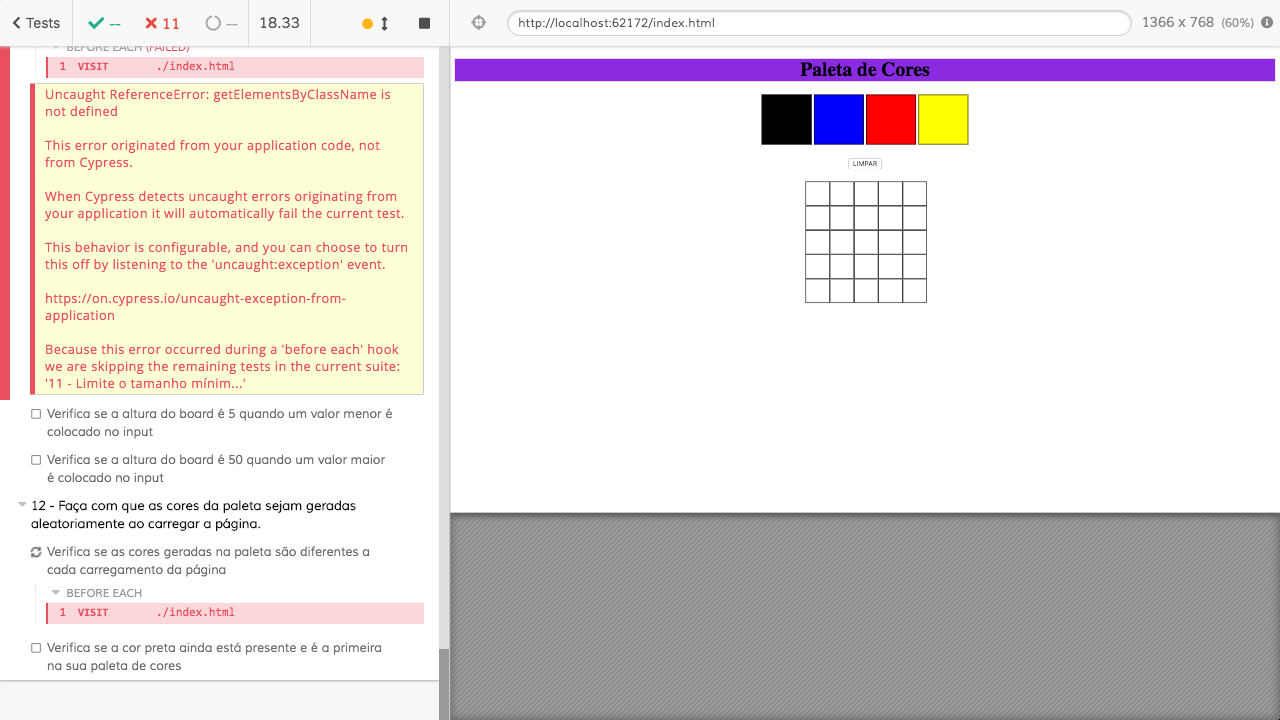 Tests
--
11
--
18.33
http://localhost:62172/index.html
1366 x 768 (60%)
BEFORE EACH (FAILED)
1 VISIT ./index.html
Uncaught ReferenceError: getElementsByClassName is
not defined
This error originated from your application code, not
from Cypress.
When Cypress detects uncaught errors originating from
your application it will automatically fail the current test.
This behavior is configurable, and you can choose to turn
this off by listening to the 'uncaught:exception' event.
https://on.cypress.io/uncaught-exception-from-
application
Because this error occurred during a 'before each' hook
we are skipping the remaining tests in the current suite:
'11 - Limite o tamanho mínim...'
Verifica se a altura do board é 5 quando um valor menor é
colocado no input
Verifica se a altura do board é 50 quando um valor maior
é colocado no input
12 - Faça com que as cores da paleta sejam geradas
aleatoriamente ao carregar a página.
Verifica se as cores geradas na paleta são diferentes a
cada carregamento da página
BEFORE EACH
1 VISIT ./index.html
Verifica se a cor preta ainda está presente e é a primeira
na sua paleta de cores
Paleta de Cores
LIMPAR